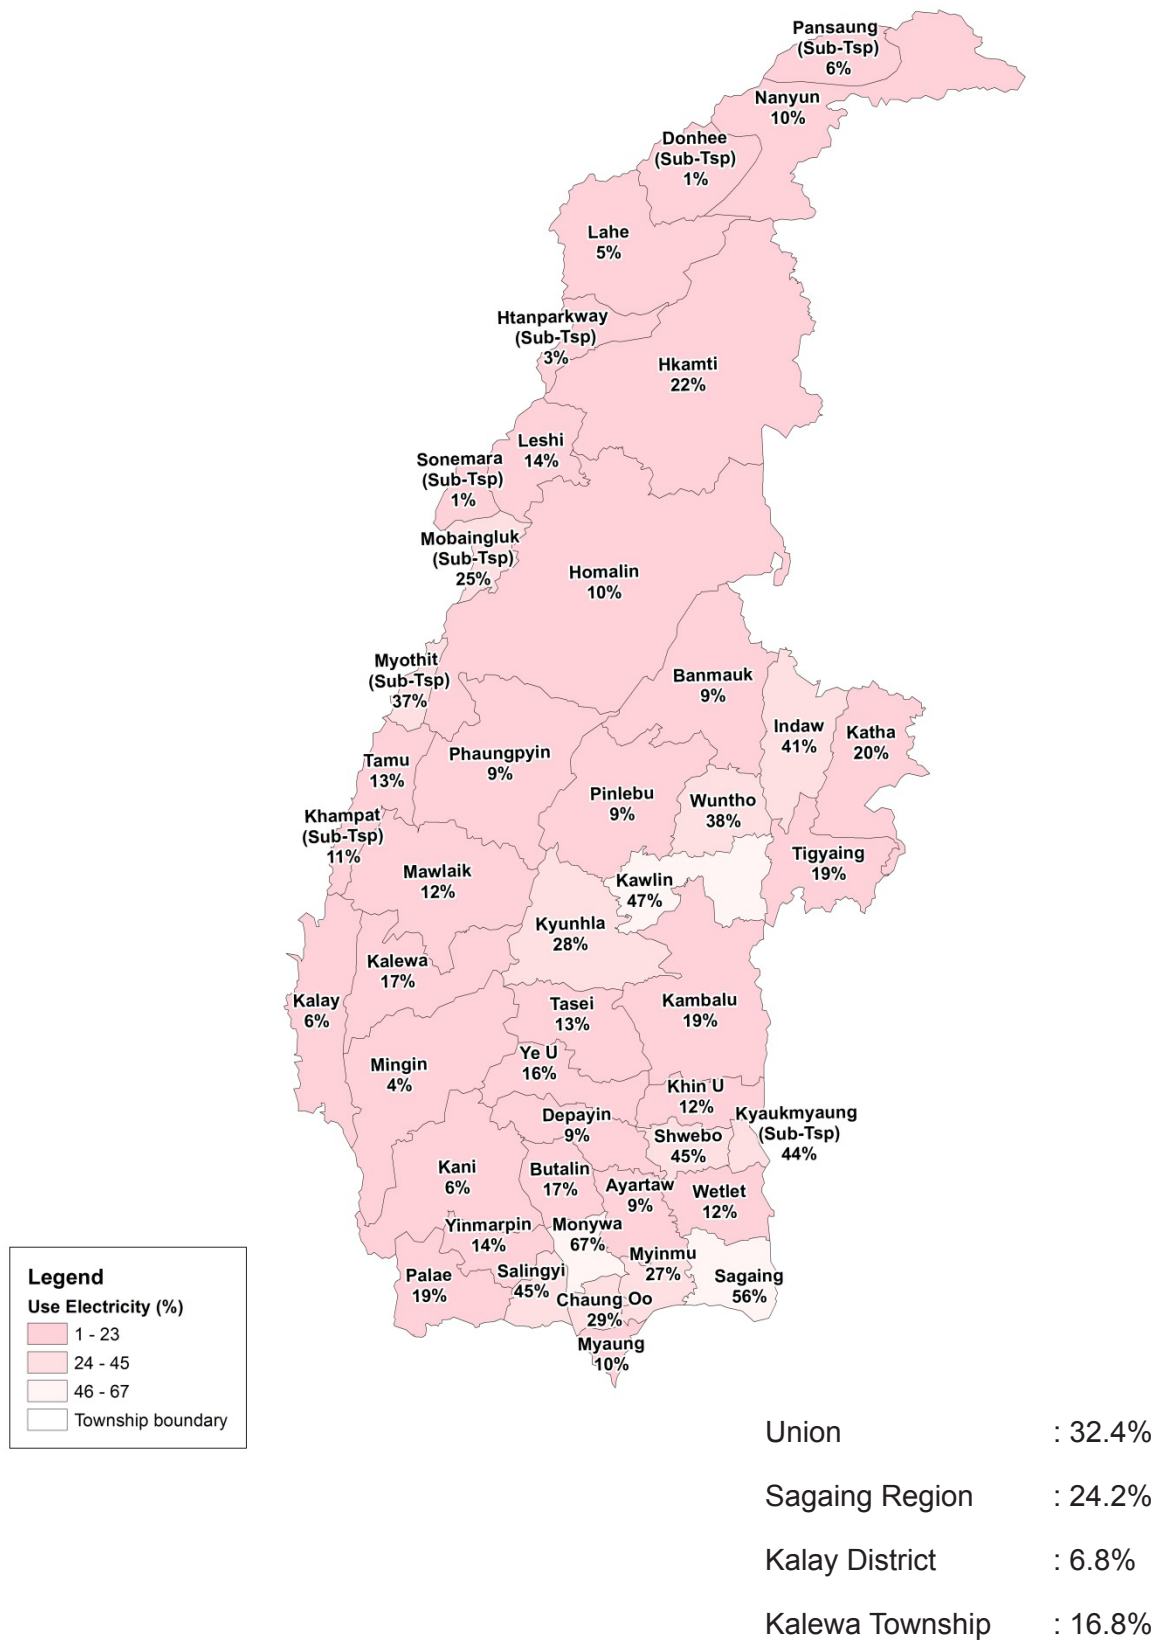 Pansaung
(Sub-Tsp)
6%
Nanyun
10%
Donhee
(Sub-Tsp)
1%
Lahe
5%
Htanparkway
(Sub-Tsp)
3%
Hkamti
22%
Leshi
14%
Sonemara
(Sub-Tsp)
1%
Mobaingluk
(Sub-Tsp)
25%
Homalin
10%
Myothit
(Sub-Tsp)
37%
Banmauk
9%
Indaw
41%
Katha
20%
Tamu
13%
Phaungpyin
9%
Pinlebu
9%
Wuntho
38%
Khampat
(Sub-Tsp)
11%
Mawlaik
12%
Kawlin
47%
Tigyaing
19%
Kyunhla
28%
Kalewa
17%
Kalay
6%
Tasei
13%
Kambalu
19%
Mingin
4%
Ye U
16%
Khin U
12%
Depayin
9%
Shwebo
45%
Kyaukmyaung
(Sub-Tsp)
44%
Kani
6%
Butalin
17%
Ayartaw
9%
Wetlet
12%
Yinmarpin
14%
Monywa
67%
Myinmu
27%
Sagaing
56%
Palae
19%
Salingyi
45%
Chaung Oo
29%
Myaung
10%
Legend
Use Electricity (%)
1 - 23
24 - 45
46 - 67
Township boundary
Union : 32.4%
Sagaing Region : 24.2%
Kalay District : 6.8%
Kalewa Township : 16.8%